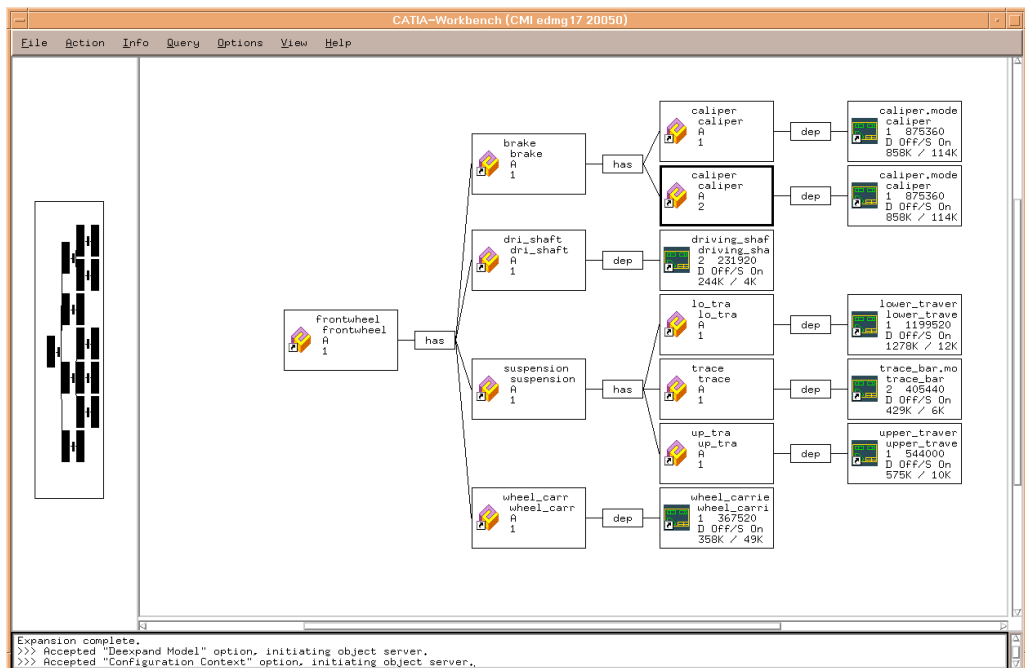 CATIA-Workbench (CMI edmg17 20050)
File Action Info Query Options View Help
frontwheel
frontwheel
A
1
has
brake
brake
A
1
has
caliper
caliper
A
1
dep
caliper.mode
caliper
1 875360
D Off/S On
858K / 114K
caliper
caliper
A
2
dep
caliper.mode
caliper
1 875360
D Off/S On
858K / 114K
dri_shaft
dri_shaft
A
1
dep
driving_shaf
driving_sha
2 231920
D Off/S On
244K / 4K
suspension
suspension
A
1
has
lo_tra
lo_tra
A
1
dep
lower_traver
lower_trave
1 1199520
D Off/S On
1278K / 12K
trace
trace
A
1
dep
trace_bar.mo
trace_bar
2 405440
D Off/S On
429K / 6K
up_tra
up_tra
A
1
dep
upper_traver
upper_trave
1 544000
D Off/S On
575K / 10K
wheel_carr
wheel_carr
A
1
dep
wheel_carrie
wheel_carri
1 367520
D Off/S On
358K / 49K
Expansion complete.
>>> Accepted "Deexpand Model" option, initiating object server.
>>> Accepted "Configuration Context" option, initiating object server.